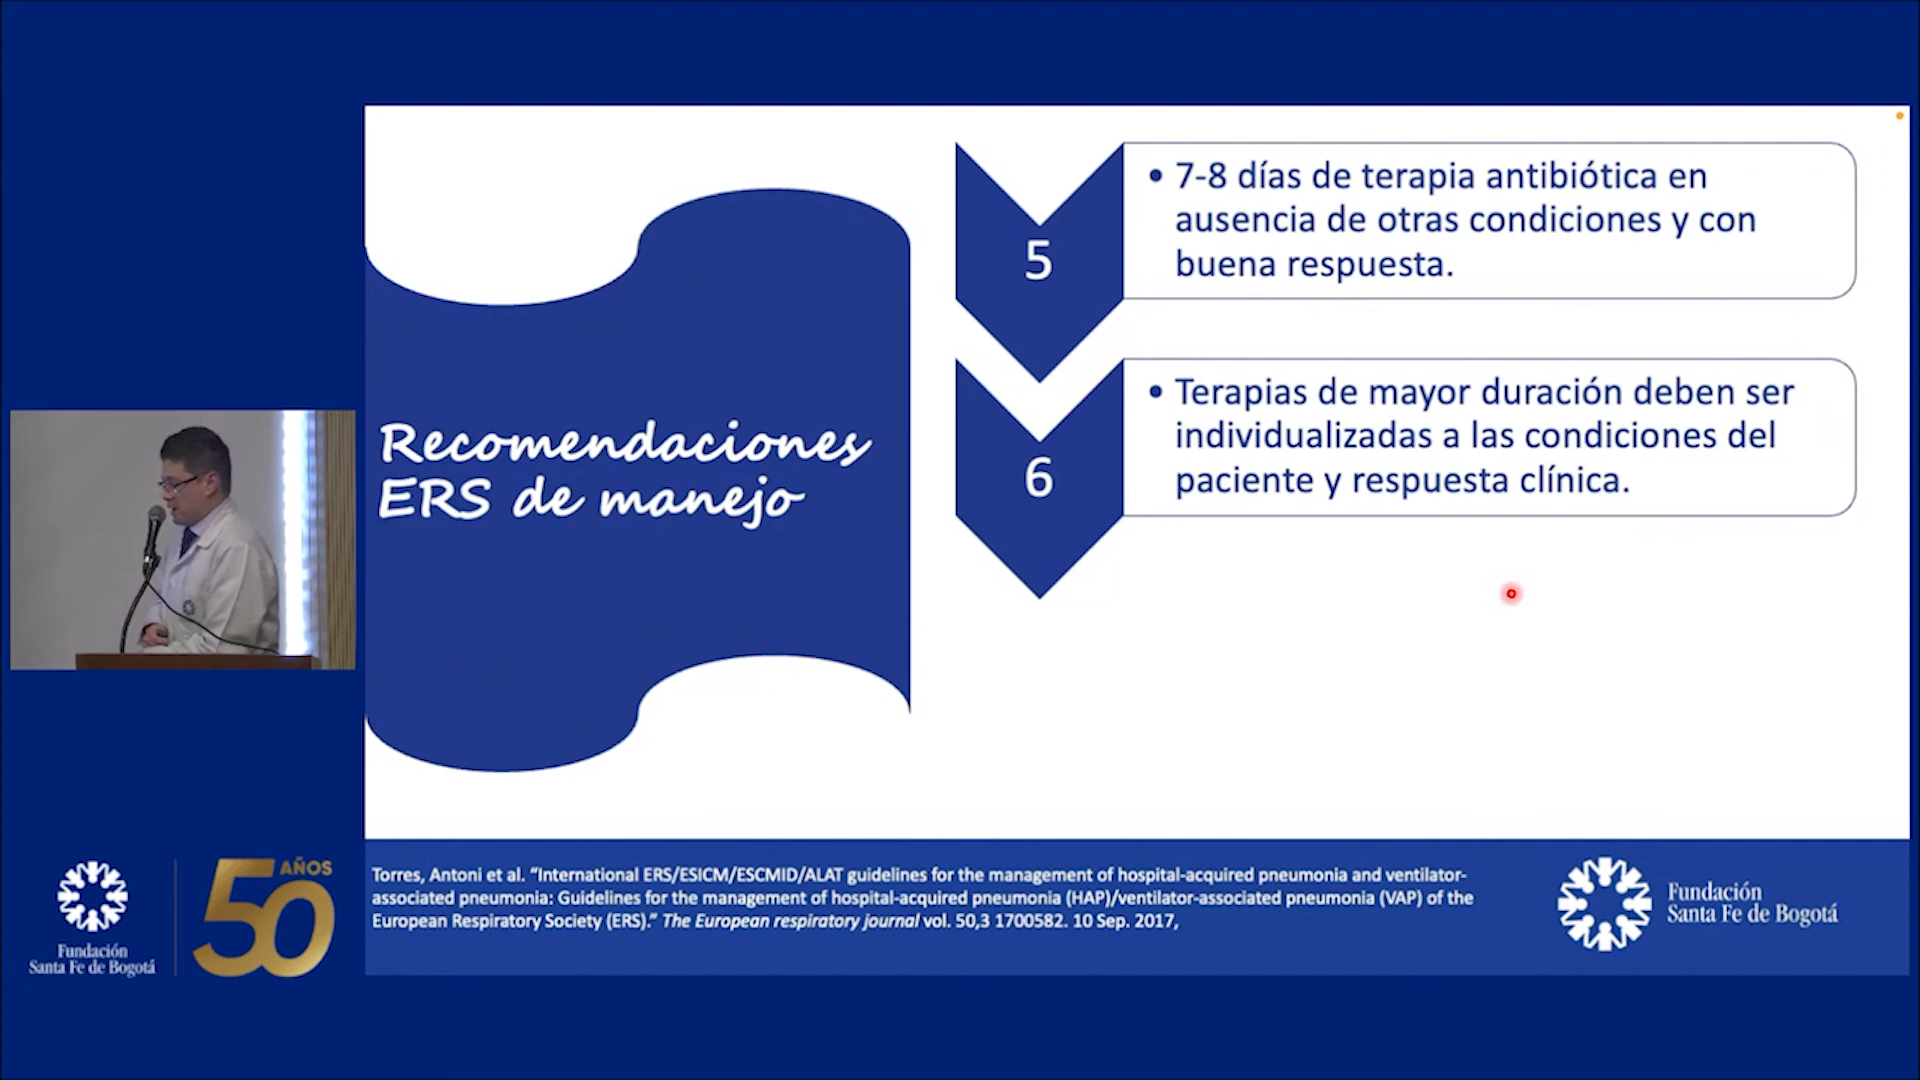 Recomendaciones
ERS de manejo
5
• 7-8 días de terapia antibiótica en
ausencia de otras condiciones y con
buena respuesta.
6
• Terapias de mayor duración deben ser
individualizadas a las condiciones del
paciente y respuesta clínica.
Torres, Antoni et al. “International ERS/ESICM/ESCMID/ALAT guidelines for the management of hospital-acquired pneumonia and ventilator-
associated pneumonia: Guidelines for the management of hospital-acquired pneumonia (HAP)/ventilator-associated pneumonia (VAP) of the
European Respiratory Society (ERS).” The European respiratory journal vol. 50,3 1700582. 10 Sep. 2017,
Fundación
Santa Fe de Bogotá
50
AÑOS
Fundación
Santa Fe de Bogotá